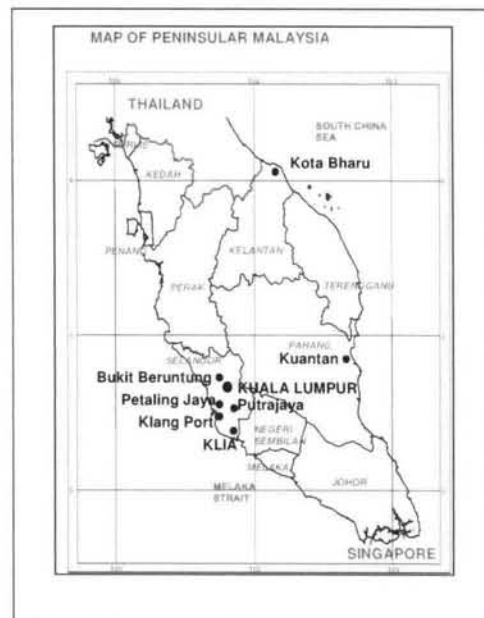 MAP OF PENINSULAR MALAYSIA
THAILAND
SOUTH CHINA
SEA
Kota Bharu
KEDAH
PENANG
KELANTAN
PERAK
TERENGGANU
PAHANG
Kuantan
SELANGOR
Bukit Beruntung
KUALA LUMPUR
Petaling Jaya
Putrajaya
Klang Port
NEGERI
SEMBILAN
KLIA
MELAKA
MELAKA
STRAIT
JOHOR
SINGAPORE